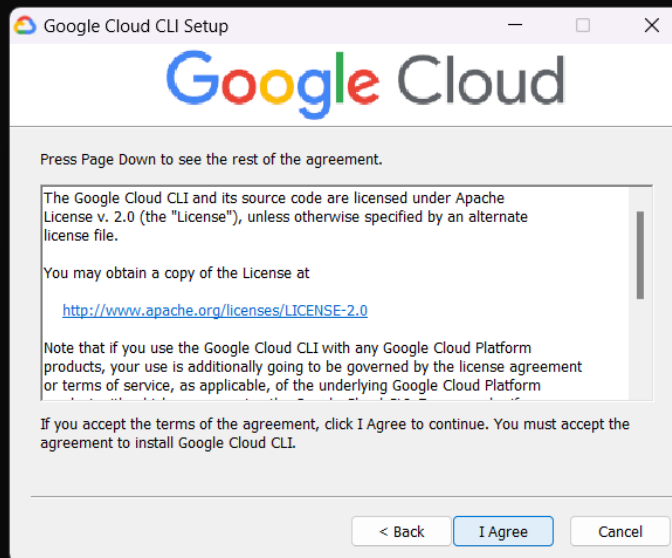 Google Cloud CLI Setup
Google Cloud
Press Page Down to see the rest of the agreement.
The Google Cloud CLI and its source code are licensed under Apache
License v. 2.0 (the "License"), unless otherwise specified by an alternate
license file.
You may obtain a copy of the License at
http://www.apache.org/licenses/LICENSE-2.0
Note that if you use the Google Cloud CLI with any Google Cloud Platform
products, your use is additionally going to be governed by the license agreement
or terms of service, as applicable, of the underlying Google Cloud Platform
If you accept the terms of the agreement, click I Agree to continue. You must accept the
agreement to install Google Cloud CLI.
< Back
I Agree
Cancel